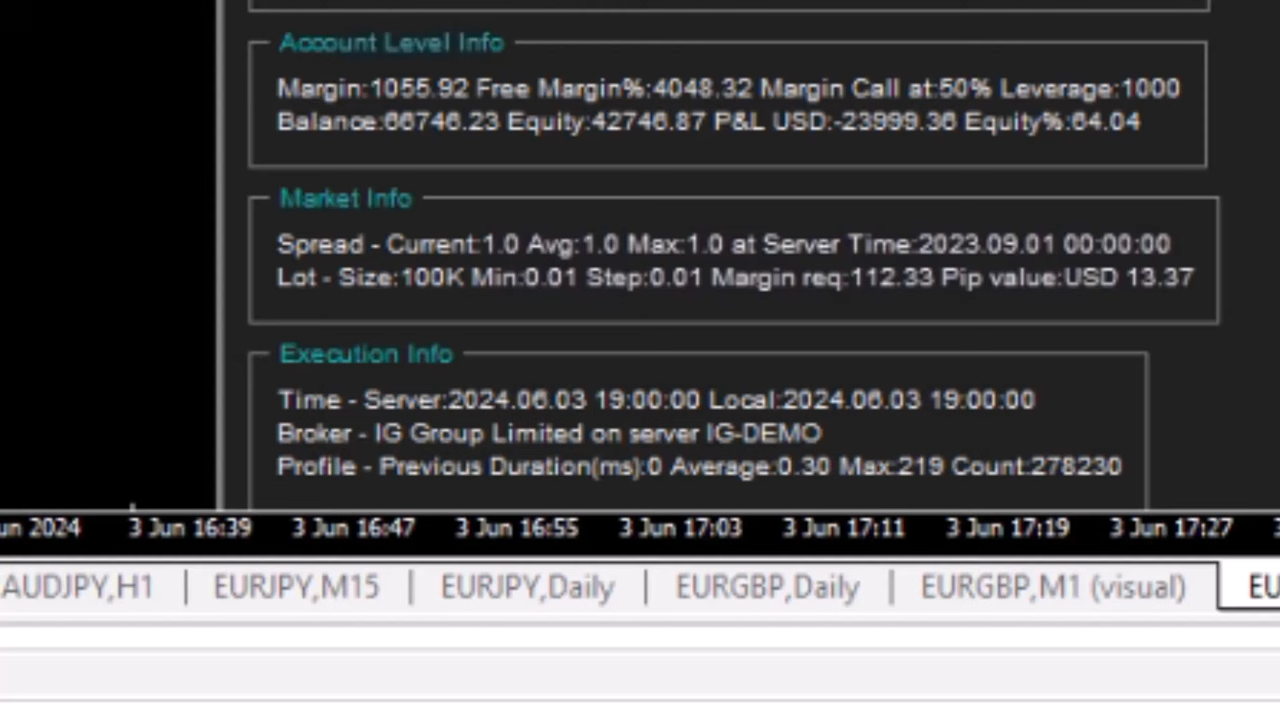 Account Level Info
Margin:1055.92 Free Margin%:4048.32 Margin Call at:50% Leverage:1000
Balance:66746.23 Equity:42746.87 P&L USD:-23999.36 Equity%:64.04
Market Info
Spread - Current:1.0 Avg:1.0 Max:1.0 at Server Time:2023.09.01 00:00:00
Lot - Size:100K Min:0.01 Step:0.01 Margin req:112.33 Pip value:USD 13.37
Execution Info
Time - Server:2024.06.03 19:00:00 Local:2024.06.03 19:00:00
Broker - IG Group Limited on server IG-DEMO
Profile - Previous Duration(ms):0 Average:0.30 Max:219 Count:278230
un 2024 3 Jun 16:39 3 Jun 16:47 3 Jun 16:55 3 Jun 17:03 3 Jun 17:11 3 Jun 17:19 3 Jun 17:27
AUDJPY,H1 | EURJPY,M15 | EURJPY,Daily | EURGBP,Daily | EURGBP,M1 (visual) EU